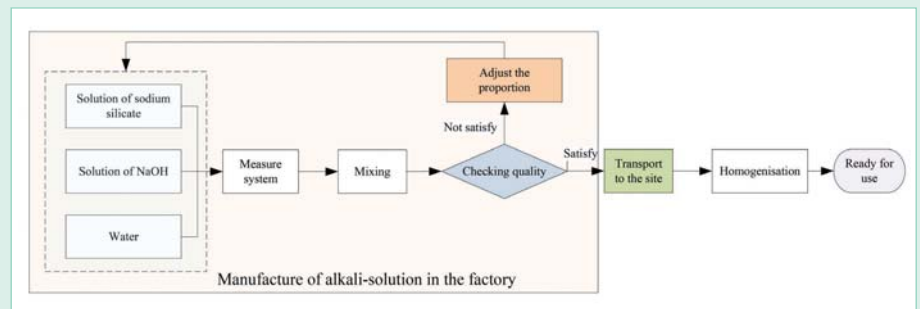 Adjust the
proportion
Solution of sodium
silicate
Not satisfy
Satisfy
Solution of NaOH
Measure
system
Mixing
Checking quality
Transport
to the site
Homogenisation
Ready for
use
Water
Manufacture of alkali-solution in the factory